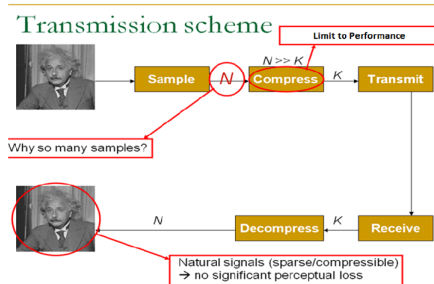 Transmission scheme
Limit to Performance
N >> K
Sample
N
Compress
K
Transmit
Why so many samples?
N
Decompress
K
Receive
Natural signals (sparse/compressible)
→ no significant perceptual loss